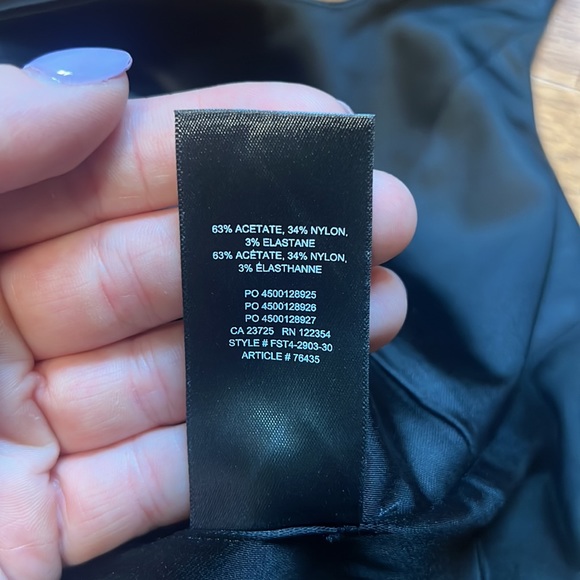 63% ACETATE, 34% NYLON,
3% ELASTANE
63% ACÉTATE, 34% NYLON,
3% ÉLASTHANNE
PO 4500128925
PO 4500128926
PO 4500128927
CA 23725 RN 122354
STYLE # FST4-2903-30
ARTICLE # 76435